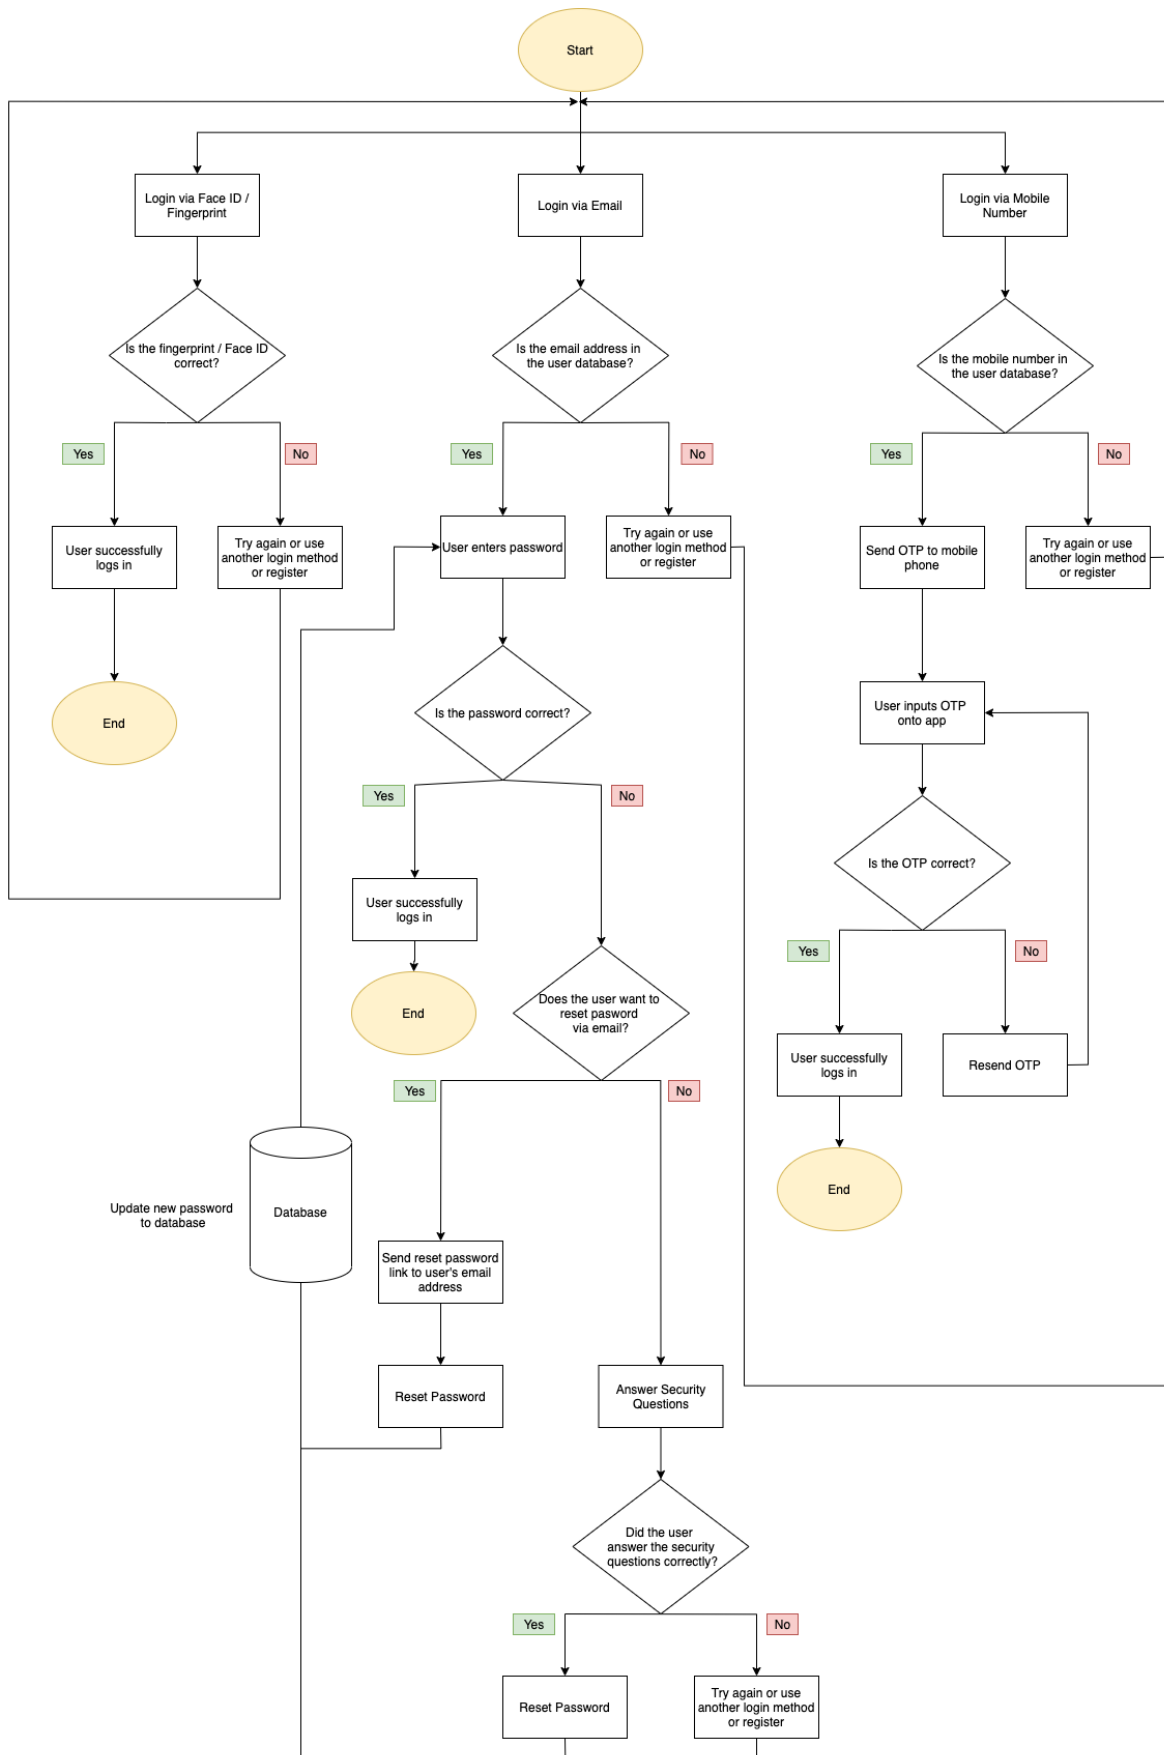 Start
Login via Face ID /
Fingerprint
Login via Email
Login via Mobile
Number
Is the fingerprint / Face ID
correct?
Is the email address in
the user database?
Is the mobile number in
the user database?
Yes
No
Yes
No
Yes
No
User successfully
logs in
Try again or use
another login method
or register
User enters password
Try again or use
another login method
or register
Send OTP to mobile
phone
Try again or use
another login method
or register
End
Is the password correct?
User inputs OTP
onto app
Yes
No
Is the OTP correct?
User successfully
logs in
Yes
No
End
Does the user want to
reset pasword
via email?
User successfully
logs in
Resend OTP
Yes
No
End
Update new password
to database
Database
Send reset password
link to user's email
address
Reset Password
Answer Security
Questions
Did the user
answer the security
questions correctly?
Yes
No
Reset Password
Try again or use
another login method
or register